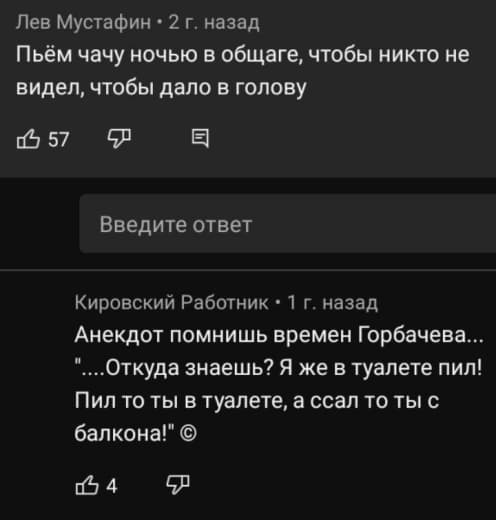 Лев Мустафин • 2 г. назад
Пьём чачу ночью в общаге, чтобы никто не
видел, чтобы дало в голову
57
Введите ответ
Кировский Работник • 1 г. назад
Анекдот помнишь времен Горбачева...
"....Откуда знаешь? Я же в туалете пил!
Пил то ты в туалете, а ссал то ты с
балкона!" ©
4